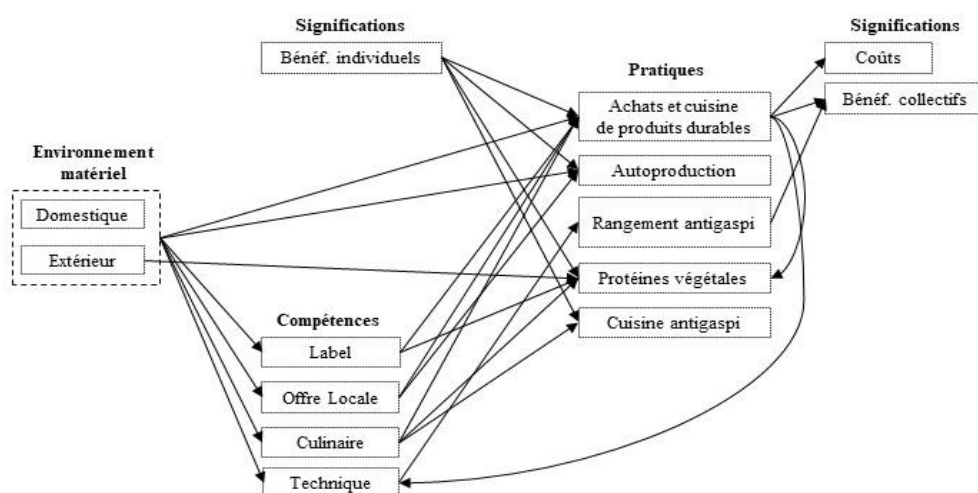 Significations
Bénéf. individuels
Environnement
matériel
Domestique
Extérieur
Compétences
Label
Offre Locale
Culinaire
Technique
Pratiques
Achats et cuisine
de produits durables
Autoproduction
Rangement antigaspi
Protéines végétales
Cuisine antigaspi
Significations
Coûts
Bénéf. collectifs